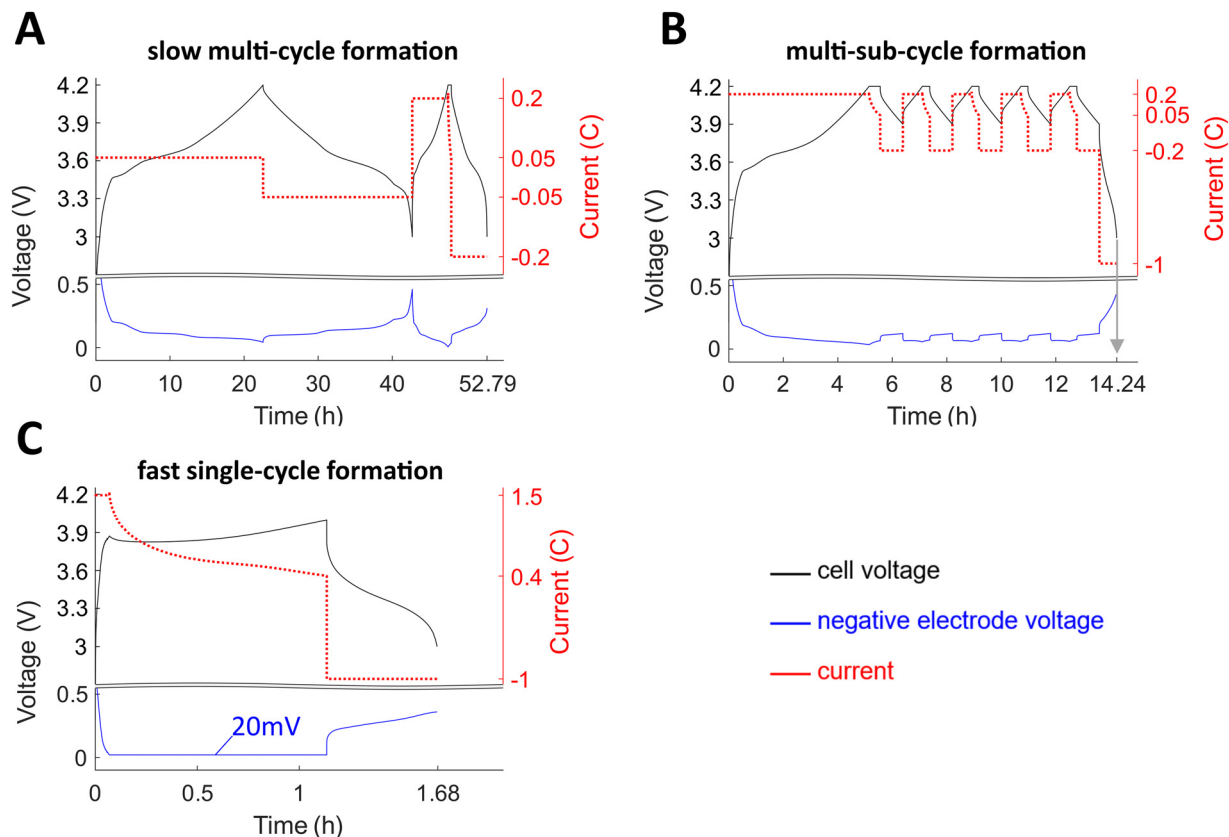 A
slow multi-cycle formation
4.2
3.9
3.6
3.3
3
0.5
0
Voltage (V)
0.2
0.05
-0.05
-0.2
Current (C)
0 10 20 30 40 52.79
Time (h)
B
multi-sub-cycle formation
4.2
3.9
3.6
3.3
3
0.5
0
Voltage (V)
0.2
0.05
-0.2
-1
Current (C)
0 2 4 6 8 10 12 14.24
Time (h)
C
fast single-cycle formation
4.2
3.9
3.6
3.3
3
0.5
0
Voltage (V)
1.5
0.4
-1
Current (C)
20mV
0 0.5 1 1.68
Time (h)
cell voltage
negative electrode voltage
current